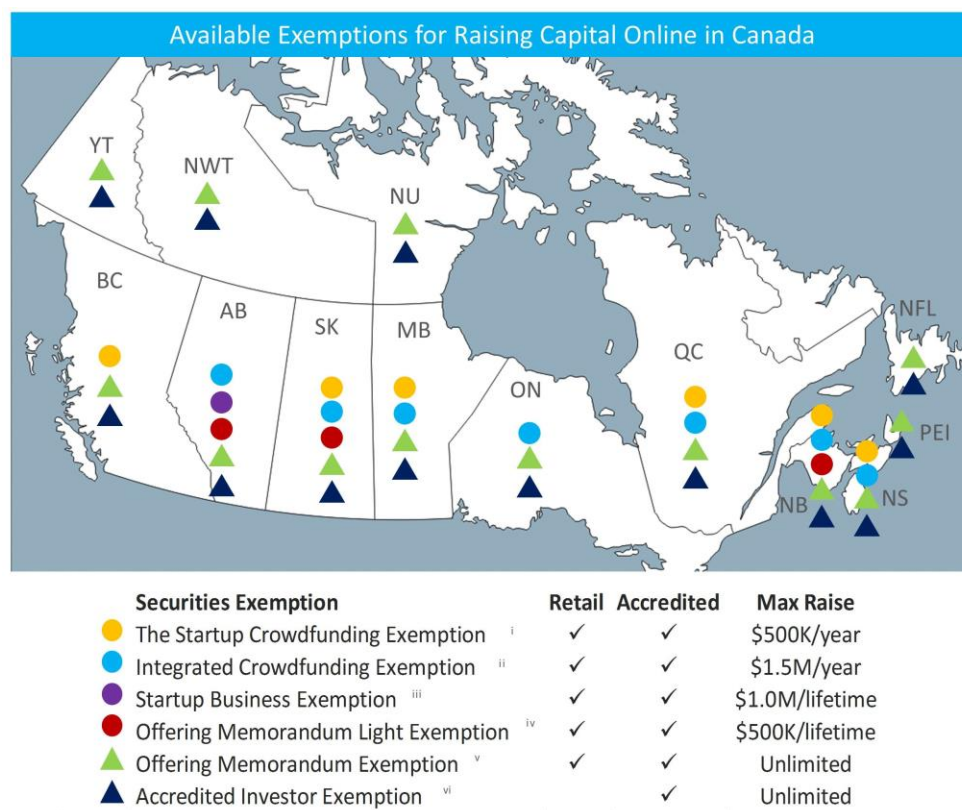 Available Exemptions for Raising Capital Online in Canada
YT
NWT
NU
BC
AB
SK
MB
ON
QC
NFL
PEI
NB
NS
Securities Exemption Retail Accredited Max Raise
The Startup Crowdfunding Exemption i ✓ ✓ $500K/year
Integrated Crowdfunding Exemption ii ✓ ✓ $1.5M/year
Startup Business Exemption iii ✓ ✓ $1.0M/lifetime
Offering Memorandum Light Exemption iv ✓ ✓ $500K/lifetime
Offering Memorandum Exemption v ✓ ✓ Unlimited
Accredited Investor Exemption vi ✓ Unlimited